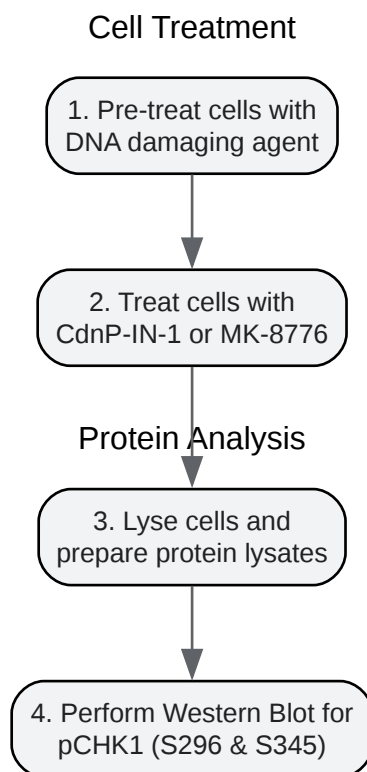 Cell Treatment
1. Pre-treat cells with
DNA damaging agent
2. Treat cells with
CdnP-IN-1 or MK-8776
Protein Analysis
3. Lyse cells and
prepare protein lysates
4. Perform Western Blot for
pCHK1 (S296 & S345)